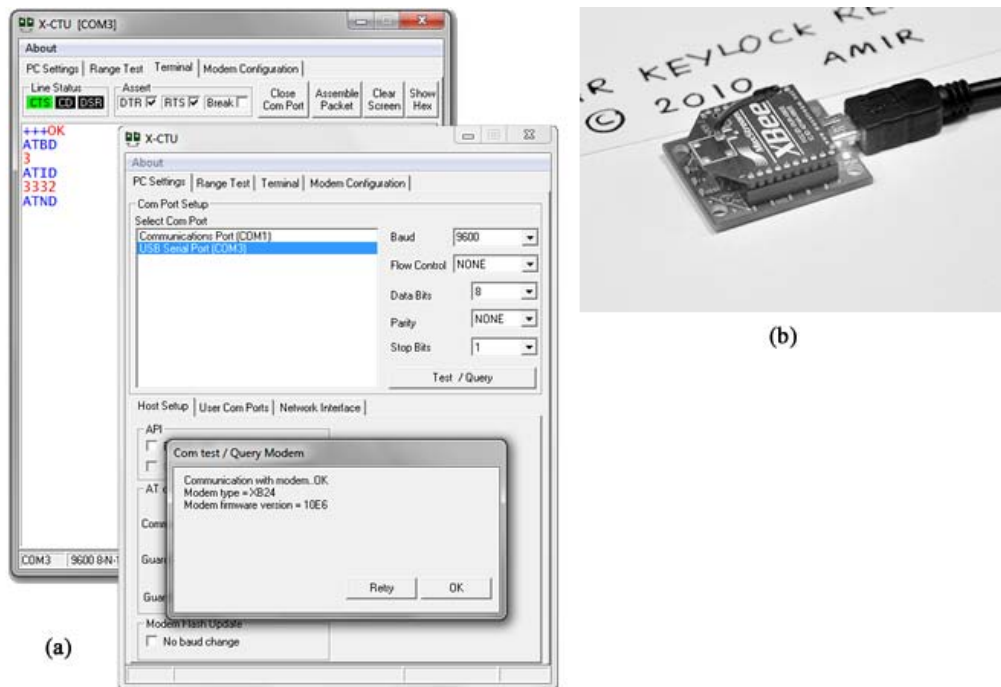 X-CTU [COM3]
About
PC Settings Range Test Terminal Modem Configuration
Line Status Assert
CTS CD DSR DTR RTS Break Close Com Port Assemble Packet Clear Screen Show Hex
+++OK
ATBD
3
ATID
3332
ATND
COM3 9600 8-N-1
X-CTU
About
PC Settings Range Test Terminal Modem Configuration
Com Port Setup
Select Com Port
Communications Port (COM1)
USB Serial Port (COM3)
Baud 9600
Flow Control NONE
Data Bits 8
Parity NONE
Stop Bits 1
Test / Query
Host Setup User Com Ports Network Interface
API
AT
Modem Flash Update
No baud change
Com test / Query Modem
Communication with modem..OK
Modem type = XB24
Modem firmware version = 10E6
Retry OK
(a)
KEYLOCK
© 2010 AMIR
XBee
(b)